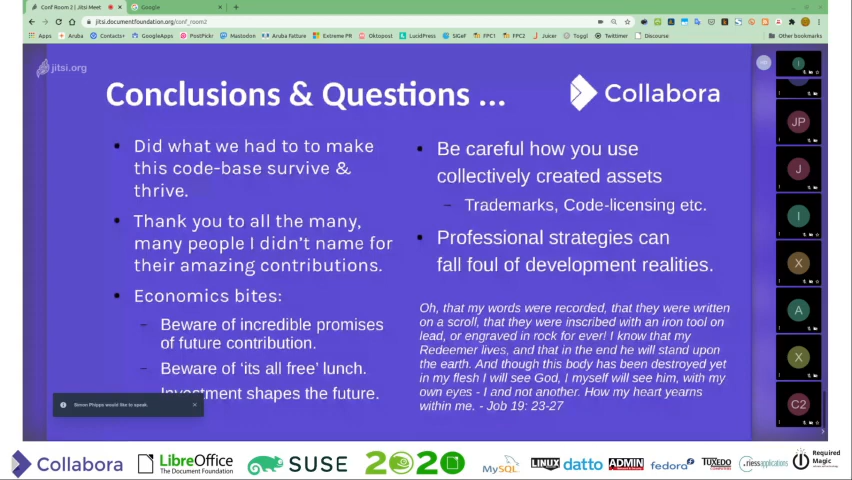 Conf Room2 | Jitsi Meet
Google
jitsi.documentfoundation.org/conf_room2
Apps Aruba Contacts+ GoogleApps PostPickr Mastodon Aruba fatture Extreme PR Oktopost LucidPress SIGef FPC1 FPC2 Juicer Toggl Twittimer Discourse Other bookmarks
jitsi.org
Conclusions & Questions ...
Collabora
• Did what we had to to make
this code-base survive &
thrive.
• Thank you to all the many,
many people I didn't name for
their amazing contributions.
• Economics bites:
– Beware of incredible promises
of future contribution.
– Beware of 'its all free' lunch.
– Investment shapes the future.
• Be careful how you use
collectively created assets
– Trademarks, Code-licensing etc.
• Professional strategies can
fall foul of development realities.
Oh, that my words were recorded, that they were written
on a scroll, that they were inscribed with an iron tool on
lead, or engraved in rock for ever! I know that my
Redeemer lives, and that in the end he will stand upon
the earth. And though this body has been destroyed yet
in my flesh I will see God, I myself will see him, with my
own eyes - I and not another. How my heart yearns
within me. - Job 19: 23-27
Simon Phipps would like to speak
I
JP
J
I
X
A
X
C2
Collabora
LibreOffice
The Document Foundation
SUSE
2020
MySQL
LINUX
datto
ADMIN
fedora
TUXEDO
riessapplications
Required
Magic